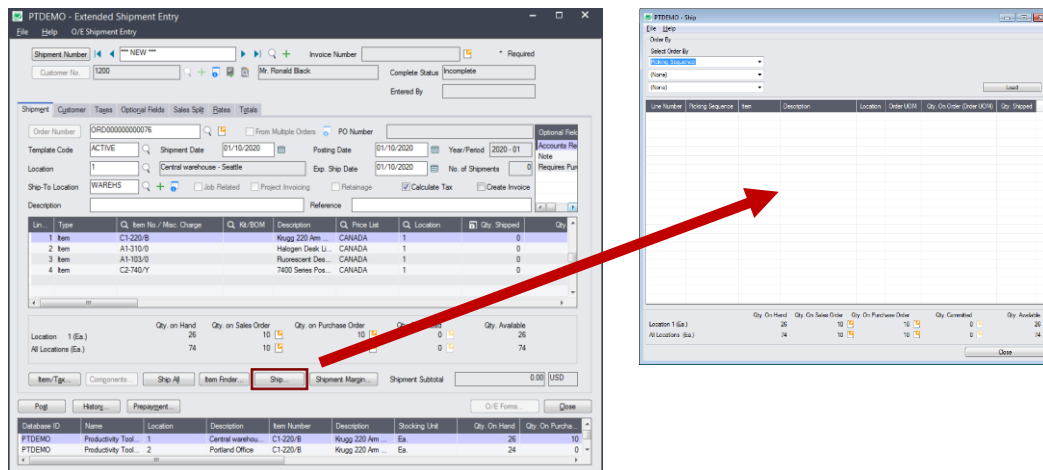 PTDEMO - Extended Shipment Entry
File Help O/E Shipment Entry
Shipment Number *** NEW *** Invoice Number * Required
Customer No. 1200 Mr. Ronald Black Complete Status Incomplete
Entered By
Shipment Customer Taxes Optional Fields Sales Split Rates Totals
Order Number ORD000000000076 From Multiple Orders PO Number Optional Field
Template Code ACTIVE Shipment Date 01/10/2020 Posting Date 01/10/2020 Year/Period 2020 - 01 Accounts Re
Note
Location 1 Central warehouse - Seattle Exp. Ship Date 01/10/2020 No. of Shipments 0 Requires Pur
Ship-To Location WAREHS Job Related Project Invoicing Retainage Calculate Tax Create Invoice
Description Reference
Lin... Type Item No. / Misc. Charge Kit/BOM Description Price List Location Qty. Shipped Qty.
1 Item C1-220/B Krugg 220 Arm ... CANADA 1 0
2 Item A1-310/0 Halogen Desk Li... CANADA 1 0
3 Item A1-103/0 Fluorescent Des... CANADA 1 0
4 Item C2-740/Y 7400 Series Pos... CANADA 1 0
Qty. on Hand Qty. on Sales Order Qty. on Purchase Order Qty. Available
Location 1 (Ea.) 26 10 10 0 26
All Locations (Ea.) 74 10 0 74
Item/Tax... Components... Ship All Item Finder... Ship... Shipment Margin... Shipment Subtotal 0.00 USD
Post History... Prepayment... O/E Forms... Close
Database ID Name Location Description Item Number Description Stocking Unit Qty. On Hand Qty. On Purcha...
PTDEMO Productivity Tool... 1 Central warehou... C1-220/B Krugg 220 Arm ... Ea. 26 10
PTDEMO Productivity Tool... 2 Portland Office C1-220/B Krugg 220 Arm ... Ea. 24 0
PTDEMO - Ship
File Help
Order By
Select Order By
Picking Sequence
(None)
(None) Load
Line Number Picking Sequence Item Description Location Order UOM Qty. On Order (Order UOM) Qty. Shipped
Qty. On Hand Qty. On Sales Order Qty. On Purchase Order Qty. Committed Qty. Available
Location 1 (Ea.) 26 10 10 0 26
All Locations (Ea.) 74 10 10 0 74
Close